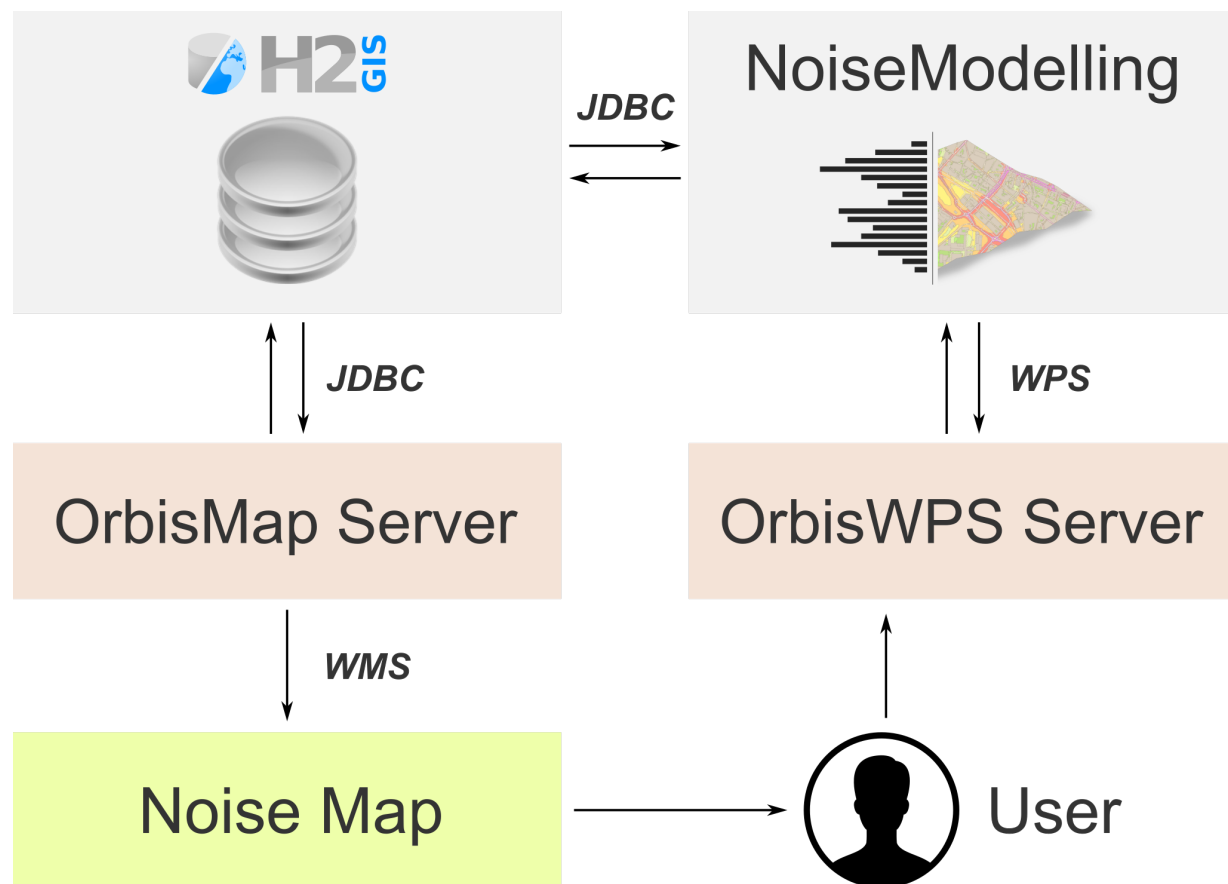 H2
GIS
NoiseModelling
JDBC
JDBC
WPS
OrbisMap Server
OrbisWPS Server
WMS
Noise Map
User